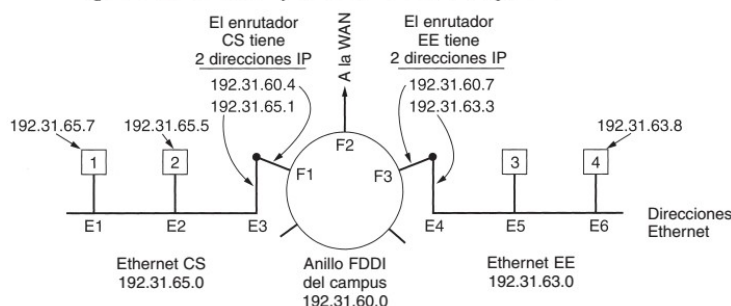 El enrutador
CS tiene
2 direcciones IP
192.31.60.4
192.31.65.1
A la WAN
El enrutador
EE tiene
2 direcciones IP
192.31.60.7
192.31.63.3
192.31.65.7
192.31.65.5
192.31.63.8
1
2
F1
F2
F3
3
4
E1
E2
E3
E4
E5
E6
Direcciones
Ethernet
Ethernet CS
192.31.65.0
Anillo FDDI
del campus
192.31.60.0
Ethernet EE
192.31.63.0